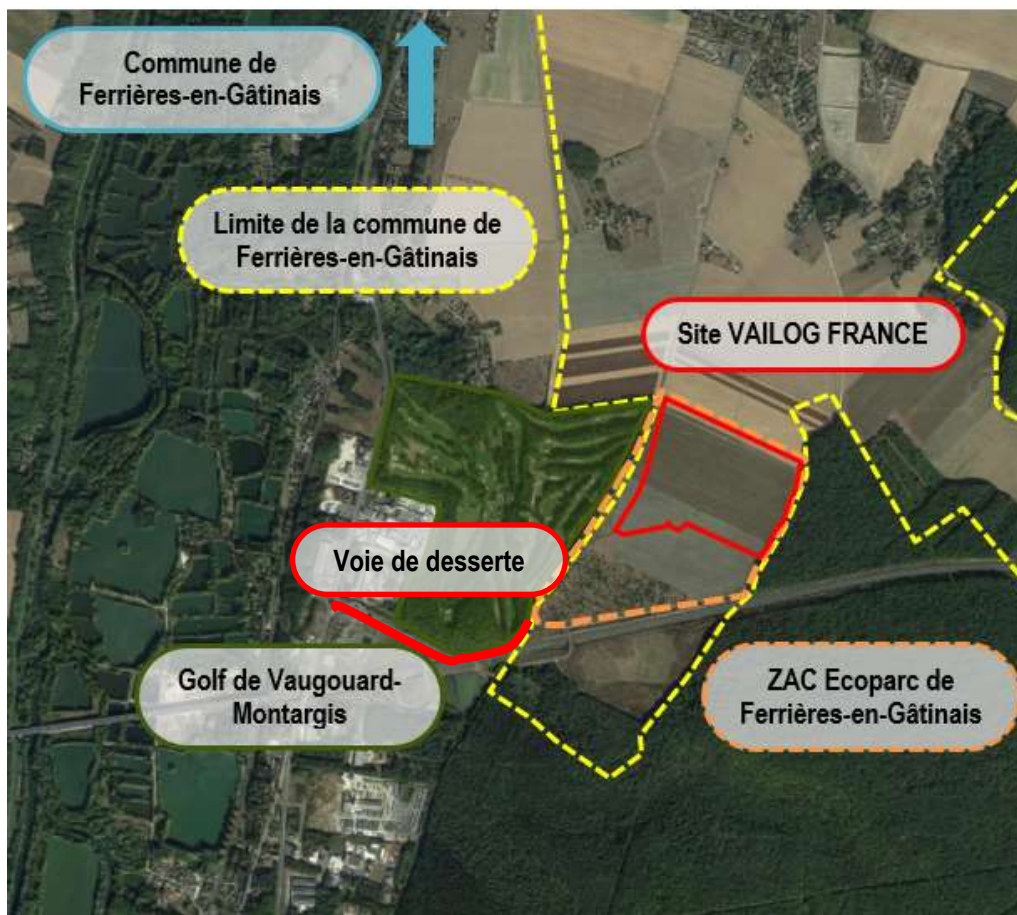 Commune de
Ferrières-en-Gâtinais
Limite de la commune de
Ferrières-en-Gâtinais
Site VAILOG FRANCE
Voie de desserte
Golf de Vaugouard-
Montargis
ZAC Ecoparc de
Ferrières-en-Gâtinais